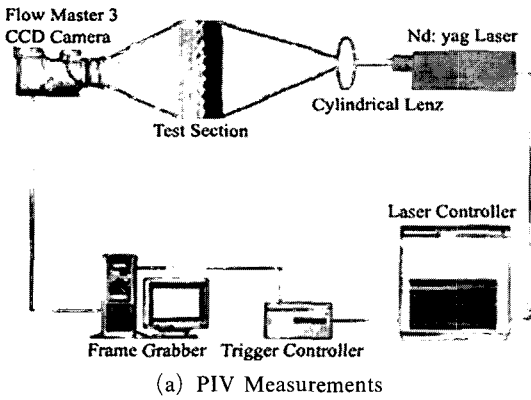 Flow Master 3
CCD Camera
Nd: yag Laser
Cylindrical Lenz
Test Section
Laser Controller
Frame Grabber
Trigger Controller
(a) PIV Measurements